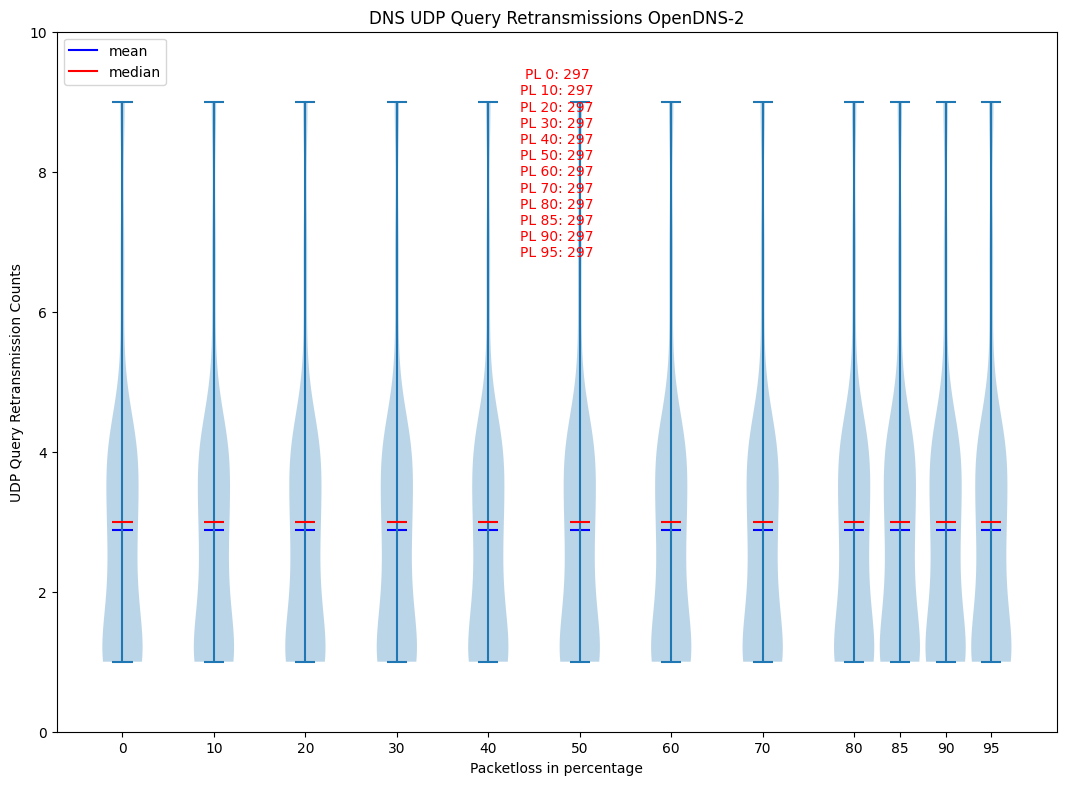 DNS UDP Query Retransmissions OpenDNS-2
mean
median
PL 0: 297
PL 10: 297
PL 20: 297
PL 30: 297
PL 40: 297
PL 50: 297
PL 60: 297
PL 70: 297
PL 80: 297
PL 85: 297
PL 90: 297
PL 95: 297
UDP Query Retransmission Counts
10
8
6
4
2
0
0 10 20 30 40 50 60 70 80 85 90 95
Packetloss in percentage